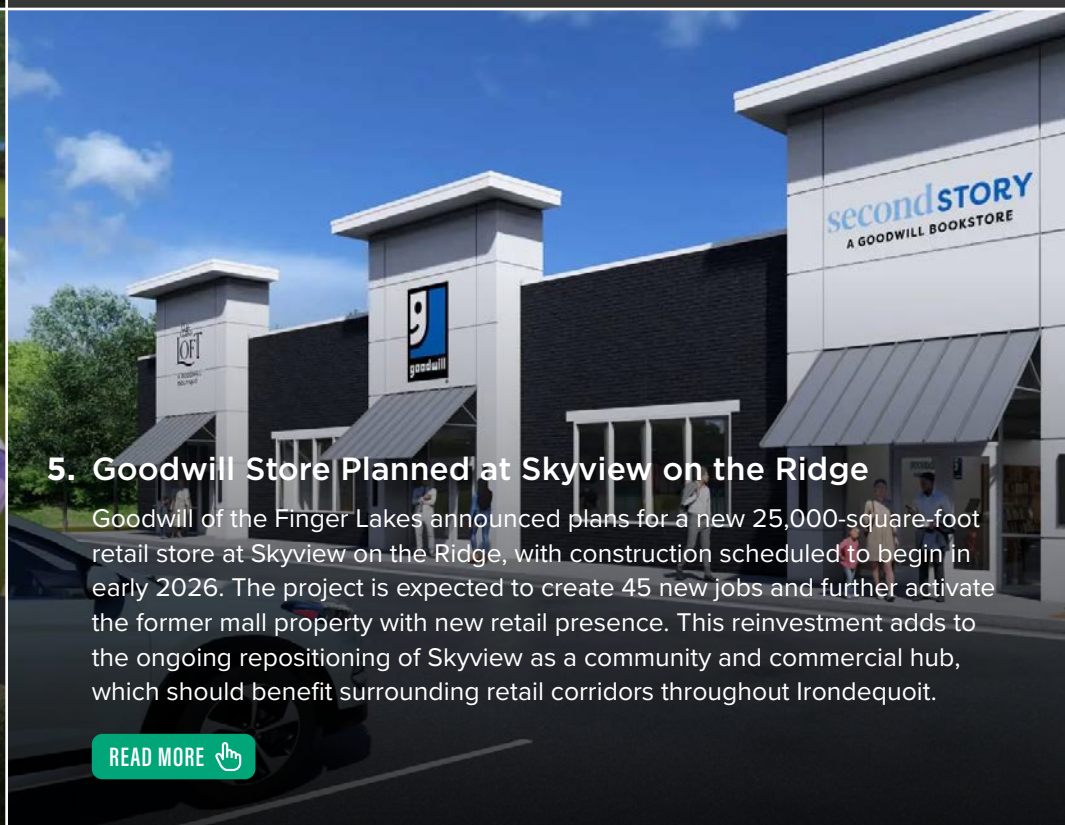 second STORY
A GOODWILL BOOKSTORE
LOFT
goodwill
5. Goodwill Store Planned at Skyview on the Ridge
Goodwill of the Finger Lakes announced plans for a new 25,000-square-foot
retail store at Skyview on the Ridge, with construction scheduled to begin in
early 2026. The project is expected to create 45 new jobs and further activate
the former mall property with new retail presence. This reinvestment adds to
the ongoing repositioning of Skyview as a community and commercial hub,
which should benefit surrounding retail corridors throughout Irondequoit.
READ MORE